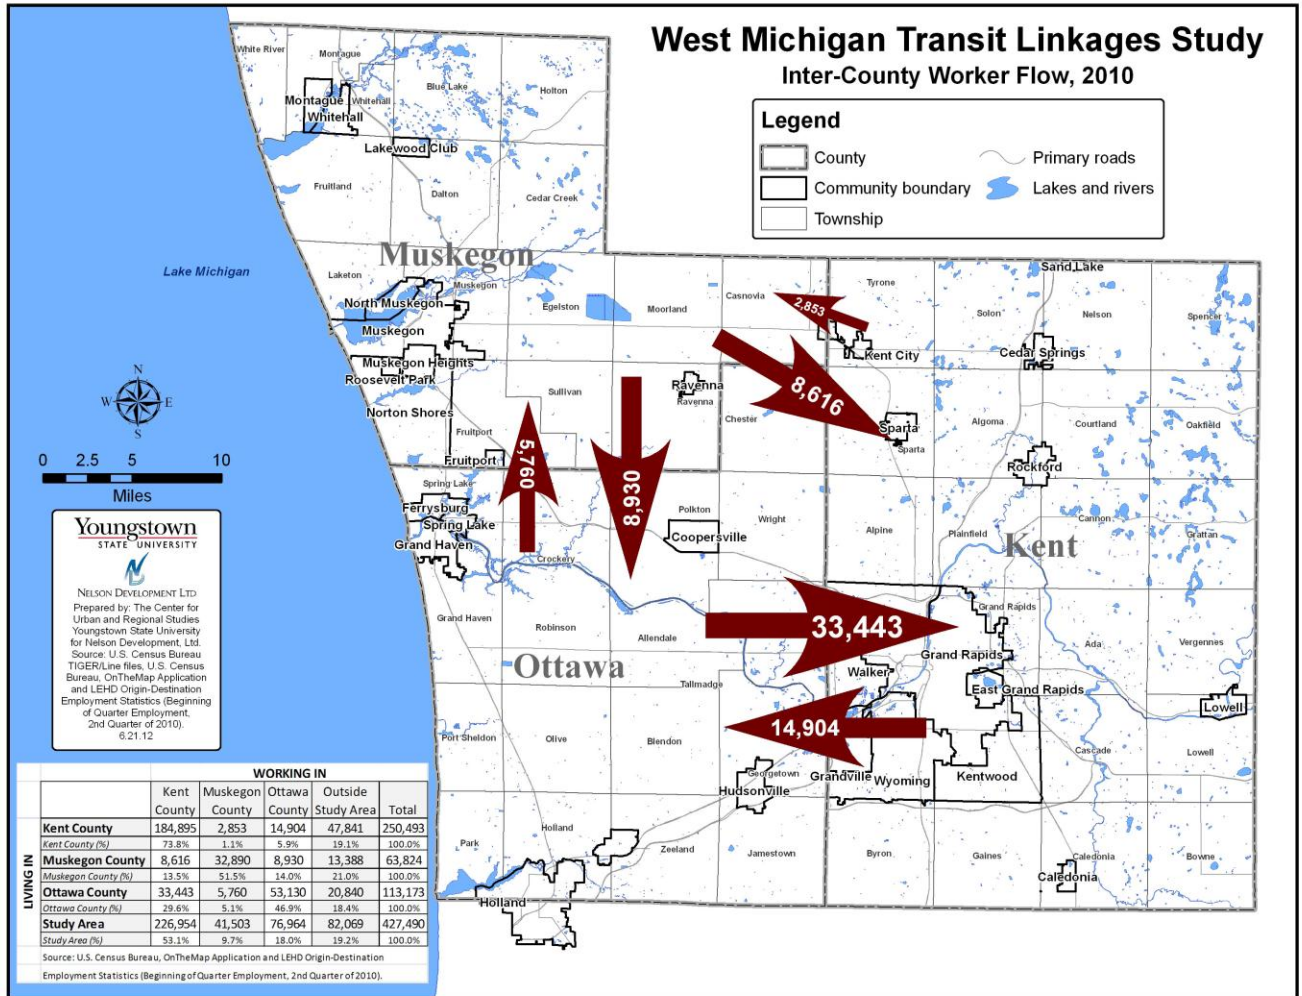 West Michigan Transit Linkages Study
Inter-County Worker Flow, 2010
Legend
County
Primary roads
Community boundary
Lakes and rivers
Township
White River
Montague
Blue Lake
Holton
Montague
Whitehall
Whitehall
Lakewood Club
Fruitland
Dalton
Cedar Creek
Muskegon
Lake Michigan
Laketon
Muskegon
North Muskegon
Egelston
Moorland
Casnovia
Tyrone
Sand Lake
2,853
Solon
Nelson
Spencer
Muskegon
Kent City
Cedar Springs
Muskegon Heights
Roosevelt Park
Sullivan
Ravenna
Ravenna
8,616
Norton Shores
Chester
Sparta
Sparta
Algoma
Courtland
Oakfield
Fruitport
Fruitport
5,760
8,930
Rockford
Spring Lake
Ferrysburg
Spring Lake
Grand Haven
Polkton
Wright
Coopersville
Alpine
Plainfield
Cannon
Grattan
Kent
Crockery
Grand Haven
Robinson
Allendale
33,443
Grand Rapids
Grand Rapids
Ada
Vergennes
Ottawa
Walker
Tallmadge
East Grand Rapids
Lowell
Port Sheldon
Olive
Blendon
14,904
Cascade
Lowell
Georgetown
Hudsonville
Grandville
Wyoming
Kentwood
Holland
Park
Zeeland
Jamestown
Byron
Gaines
Caledonia
Bowne
Caledonia
Holland
N
W
E
S
0 2.5 5 10
Miles
Youngstown
STATE UNIVERSITY
NELSON DEVELOPMENT LTD
Prepared by: The Center for
Urban and Regional Studies
Youngstown State University
for Nelson Development, Ltd.
Source: U.S. Census Bureau
TIGER/Line files, U.S. Census
Bureau, OnTheMap Application
and LEHD Origin-Destination
Employment Statistics (Beginning
of Quarter Employment,
2nd Quarter of 2010).
6.21.12
WORKING IN
Kent County Muskegon County Ottawa County Outside Study Area Total
LIVING IN
Kent County 184,895 2,853 14,904 47,841 250,493
Kent County (%) 73.8% 1.1% 5.9% 19.1% 100.0%
Muskegon County 8,616 32,890 8,930 13,388 63,824
Muskegon County (%) 13.5% 51.5% 14.0% 21.0% 100.0%
Ottawa County 33,443 5,760 53,130 20,840 113,173
Ottawa County (%) 29.6% 5.1% 46.9% 18.4% 100.0%
Study Area 226,954 41,503 76,964 82,069 427,490
Study Area (%) 53.1% 9.7% 18.0% 19.2% 100.0%
Source: U.S. Census Bureau, OnTheMap Application and LEHD Origin-Destination
Employment Statistics (Beginning of Quarter Employment, 2nd Quarter of 2010).